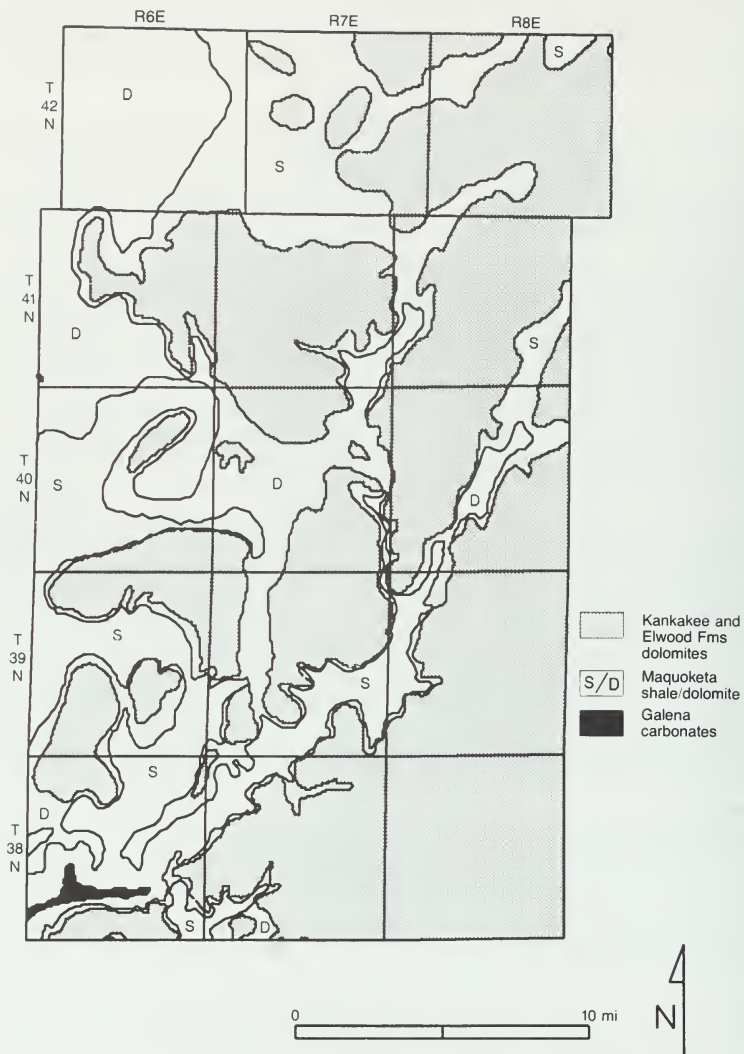 R6E R7E R8E
T
42
N
D
S
S
T
41
N
D
S
T
40
N
S
D
D
T
39
N
S
S
S
T
38
N
D
S
D
Kankakee and
Elwood Fms
dolomites
S/D Maquoketa
shale/dolomite
Galena
carbonates
0 10 mi
N